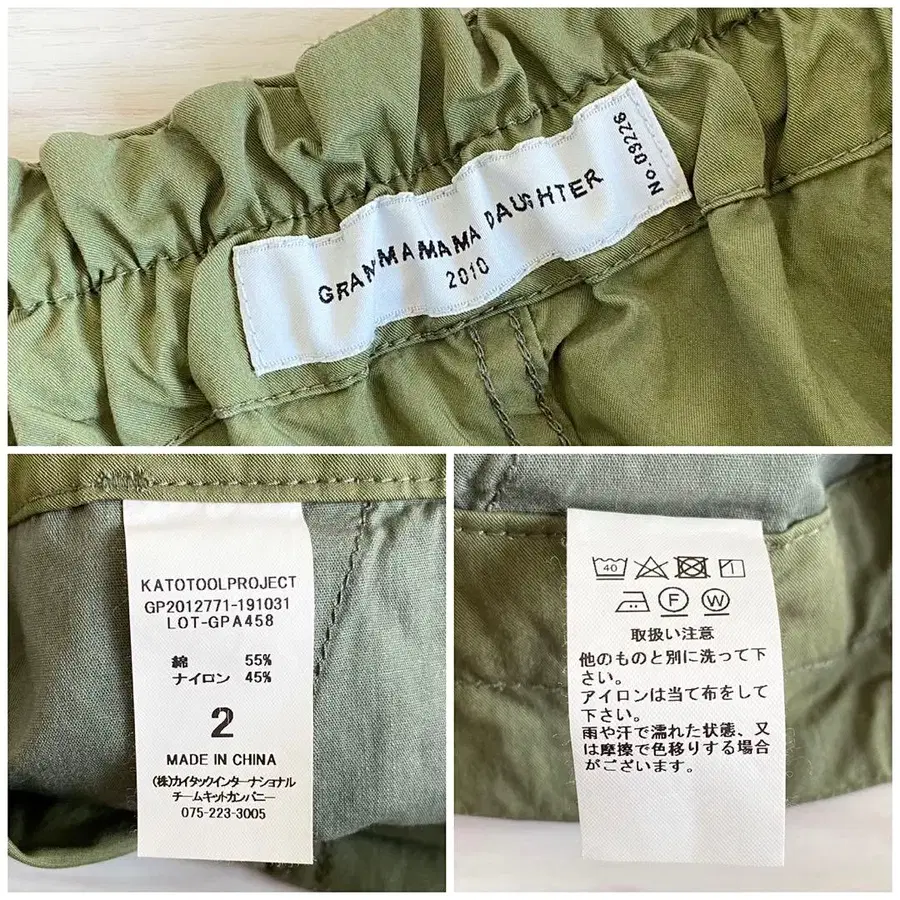 GRANDMA MAMA DAUGHTER
2010
No.09226
KATOTOOLPROJECT
GP2012771-191031
LOT-GPA458
綿 55%
ナイロン 45%
2
MADE IN CHINA
(株)カイタックインターナショナル
チームキットカンパニー
075-223-3005
40
F W
取扱い注意
他のものと別に洗って下
さい。
アイロンは当て布をして
下さい。
雨や汗で濡れた状態、又
は摩擦で色移りする場合
がございます。